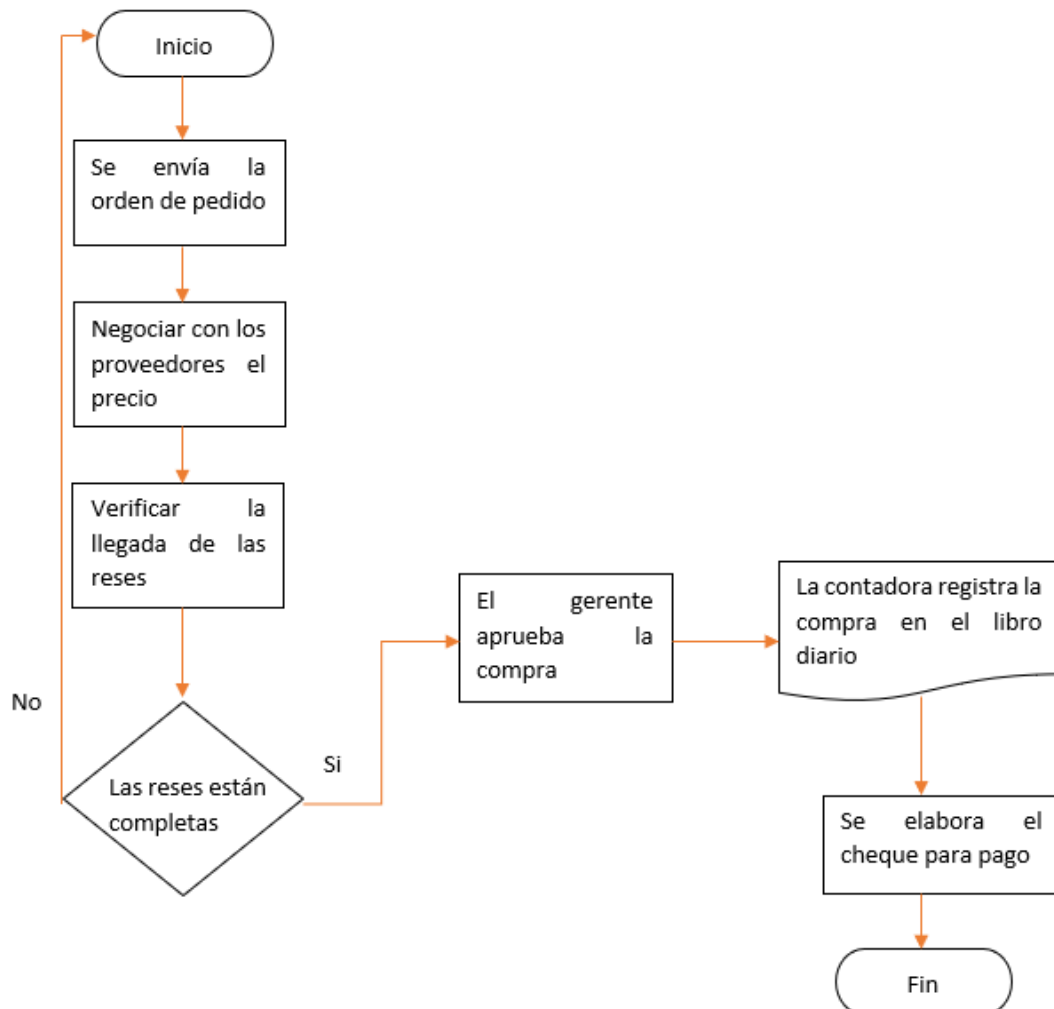 Inicio
Se envía la
orden de pedido
Negociar con los
proveedores el
precio
Verificar la
llegada de las
reses
No
Las reses están
completas
Si
El gerente
aprueba la
compra
La contadora registra la
compra en el libro
diario
Se elabora el
cheque para pago
Fin